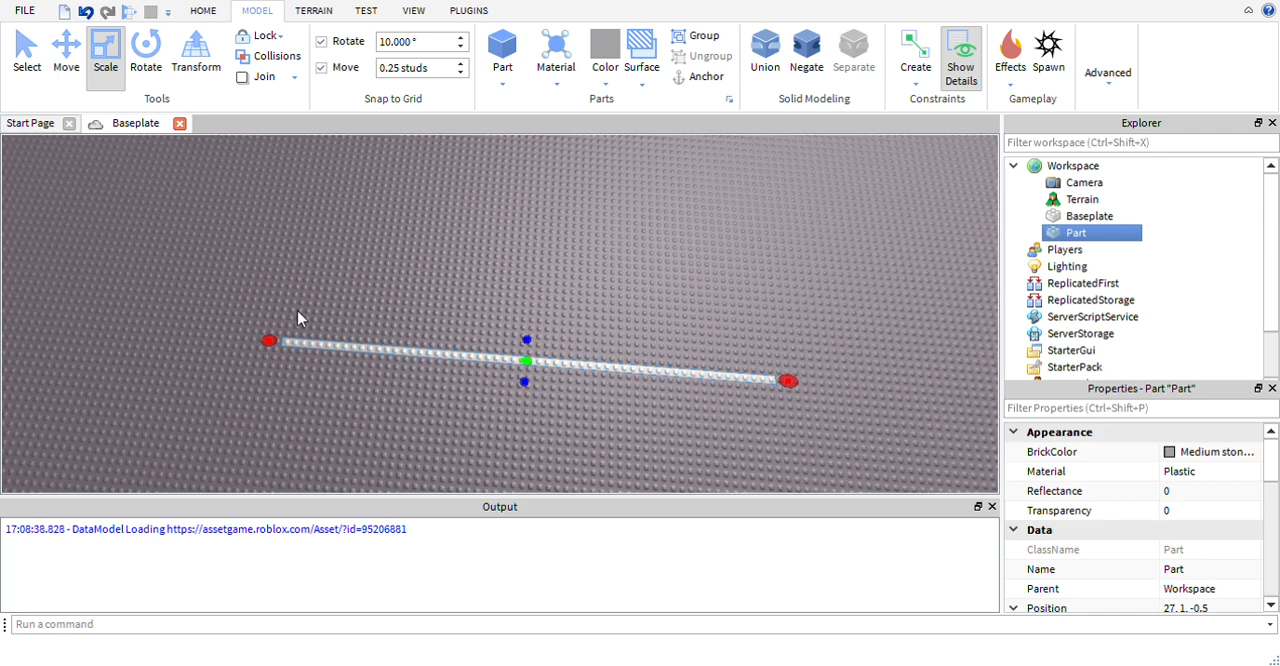 FILE HOME MODEL TERRAIN TEST VIEW PLUGINS
Select Move Scale Rotate Transform
Lock
Collisions
Join
Tools
Rotate 10.000 °
Move 0.25 studs
Snap to Grid
Part Material Color Surface
Group
Ungroup
Anchor
Parts
Union Negate Separate
Solid Modeling
Create Show Details
Constraints
Effects Spawn
Gameplay
Advanced
Start Page Baseplate
Explorer
Filter workspace (Ctrl+Shift+X)
Workspace
Camera
Terrain
Baseplate
Part
Players
Lighting
ReplicatedFirst
ReplicatedStorage
ServerScriptService
ServerStorage
StarterGui
StarterPack
Properties - Part "Part"
Filter Properties (Ctrl+Shift+P)
Appearance
BrickColor Medium ston...
Material Plastic
Reflectance 0
Transparency 0
Data
ClassName Part
Name Part
Parent Workspace
Position 27, 1, -0.5
Output
17:08:38.828 - DataModel Loading https://assetgame.roblox.com/Asset/?id=95206881
Run a command